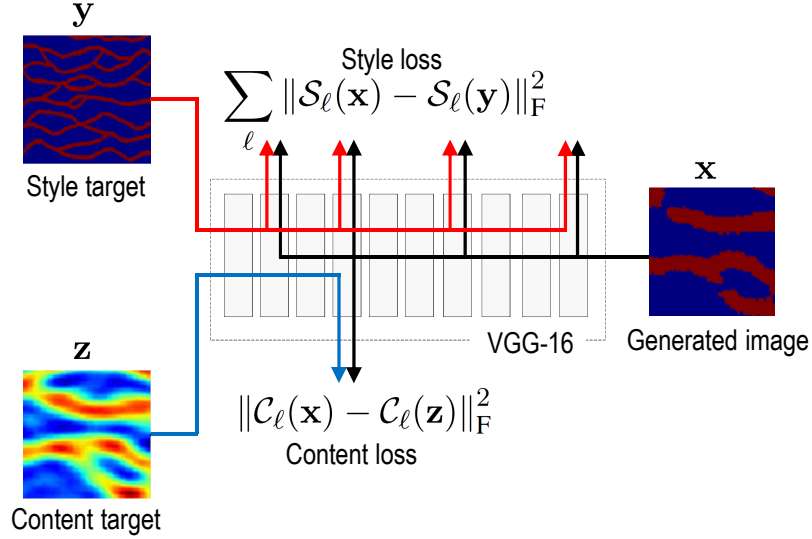 y
Style target
Style loss
∑_ℓ ‖𝒮_ℓ(𝐱) − 𝒮_ℓ(𝐲)‖²_F
x
Generated image
VGG-16
z
Content target
‖𝒞_ℓ(𝐱) − 𝒞_ℓ(𝐳)‖²_F
Content loss